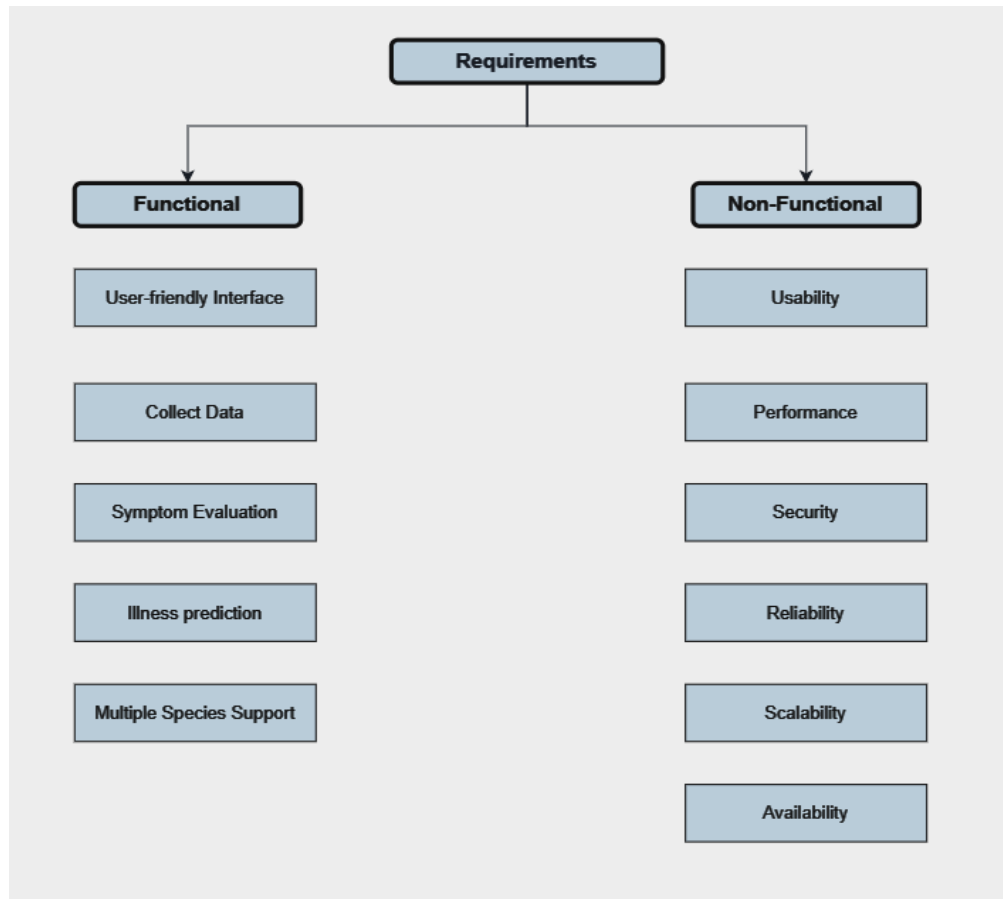 Requirements
Functional
Non-Functional
User-friendly Interface
Usability
Collect Data
Performance
Symptom Evaluation
Security
Illness prediction
Reliability
Multiple Species Support
Scalability
Availability